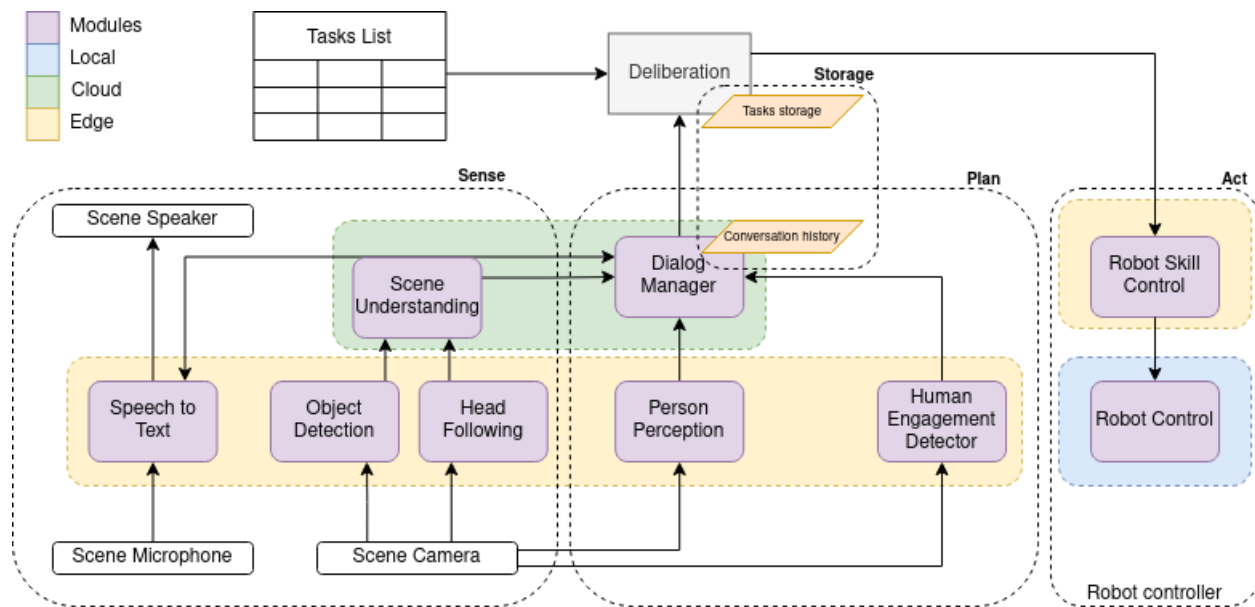 Modules
Local
Cloud
Edge
Tasks List
Deliberation
Storage
Tasks storage
Sense
Plan
Act
Scene Speaker
Conversation history
Dialog
Manager
Scene
Understanding
Robot Skill
Control
Speech to
Text
Object
Detection
Head
Following
Person
Perception
Human
Engagement
Detector
Robot Control
Scene Microphone
Scene Camera
Robot controller